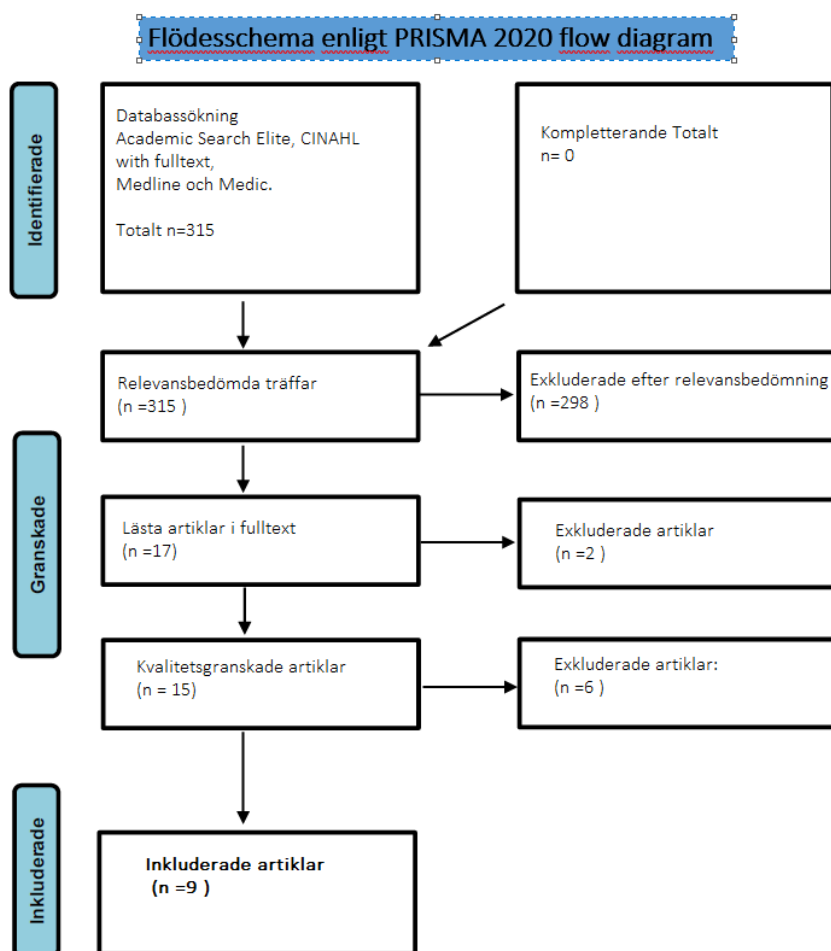 Flödesschema enligt PRISMA 2020 flow diagram
Identifierade
Databassökning
Academic Search Elite, CINAHL
with fulltext,
Medline och Medic.
Totalt n=315
Kompletterande Totalt
n= 0
Relevansbedömda träffar
(n =315 )
Exkluderade efter relevansbedömning
(n =298 )
Granskade
Lästa artiklar i fulltext
(n =17)
Exkluderade artiklar
(n =2 )
Kvalitetsgranskade artiklar
(n = 15)
Exkluderade artiklar:
(n =6 )
Inkluderade
Inkluderade artiklar
(n =9 )